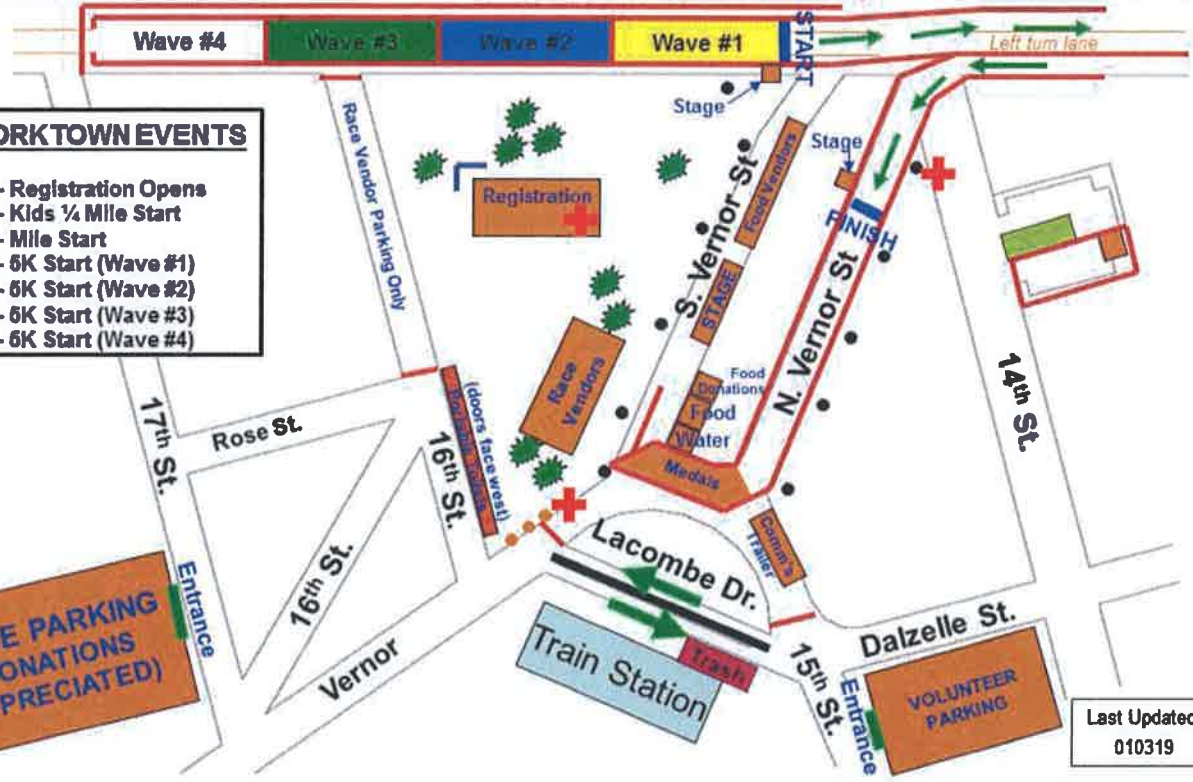 Wave #4
Wave #3
Wave #2
Wave #1
START
Left turn lane
Stage
Stage
ORKTOWN EVENTS
- Registration Opens
- Kids ¼ Mile Start
- Mile Start
- 5K Start (Wave #1)
- 5K Start (Wave #2)
- 5K Start (Wave #3)
- 5K Start (Wave #4)
Race Vendor Parking Only
Registration
S. Vernor St
Food Vendors
STAGE
FINISH
N. Vernor St
14th St.
Race
Vendors
Food
Donations
Food
Water
Medals
17th St.
Rose St.
16th St.
(doors face west)
16th St.
Vernor
Entrance
E PARKING
ONATIONS
PRECIATED)
Lacombe Dr.
Comm's
Trailer
Train Station
Trash
15th St.
Dalzelle St.
Entrance
VOLUNTEER
PARKING
Last Updated
010319